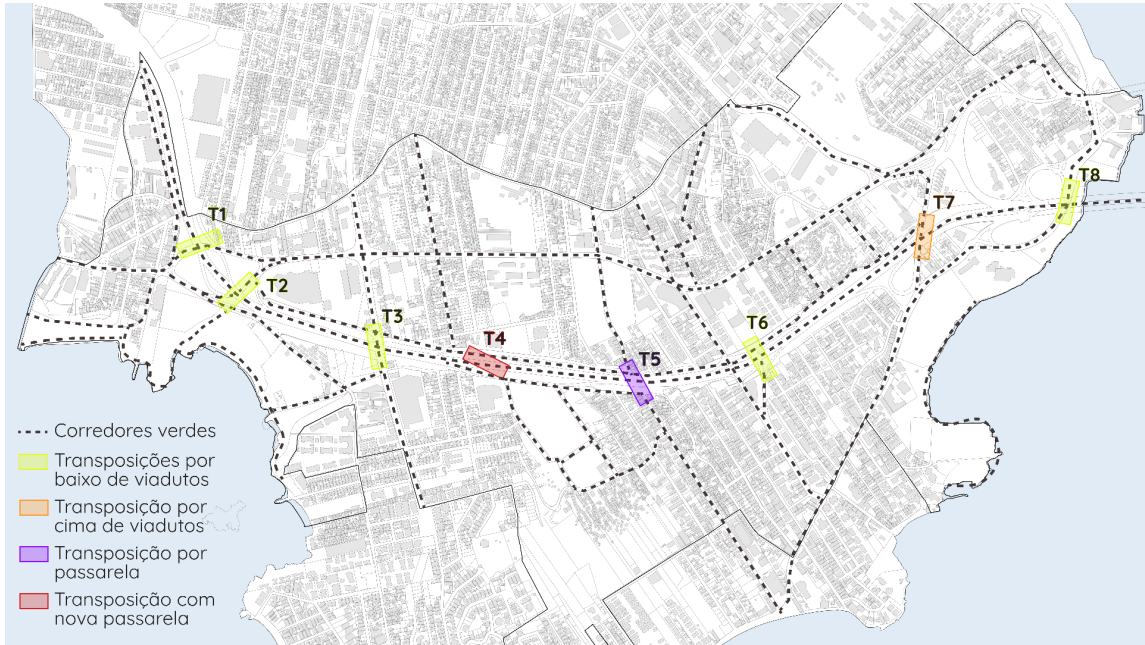 T1
T2
T3
T4
T5
T6
T7
T8
Corredores verdes
Transposições por
baixo de viadutos
Transposição por
cima de viadutos
Transposição por
passarela
Transposição com
nova passarela